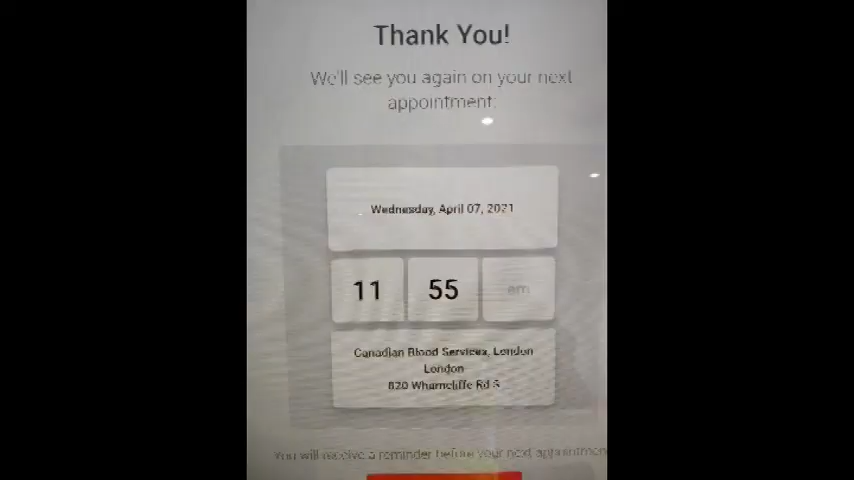 Thank You!
We'll see you again on your next
appointment:
Wednesday, April 07, 2021
11 55 am
Canadian Blood Services, London
London
820 Wharncliffe Rd S
You will receive a reminder before your next appointmen